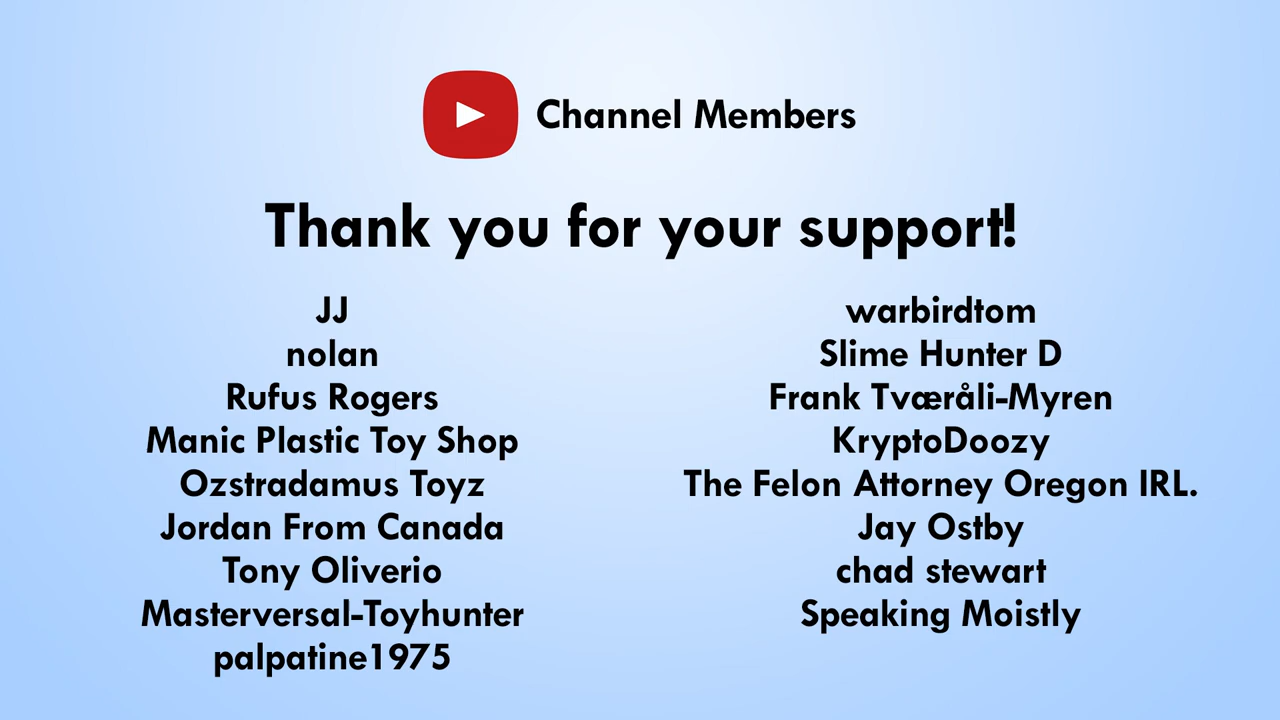 Channel Members
Thank you for your support!
JJ
nolan
Rufus Rogers
Manic Plastic Toy Shop
Ozstradamus Toyz
Jordan From Canada
Tony Oliverio
Masterversal-Toyhunter
palpatine1975
warbirdtom
Slime Hunter D
Frank Tværåli-Myren
KryptoDoozy
The Felon Attorney Oregon IRL.
Jay Ostby
chad stewart
Speaking Moistly